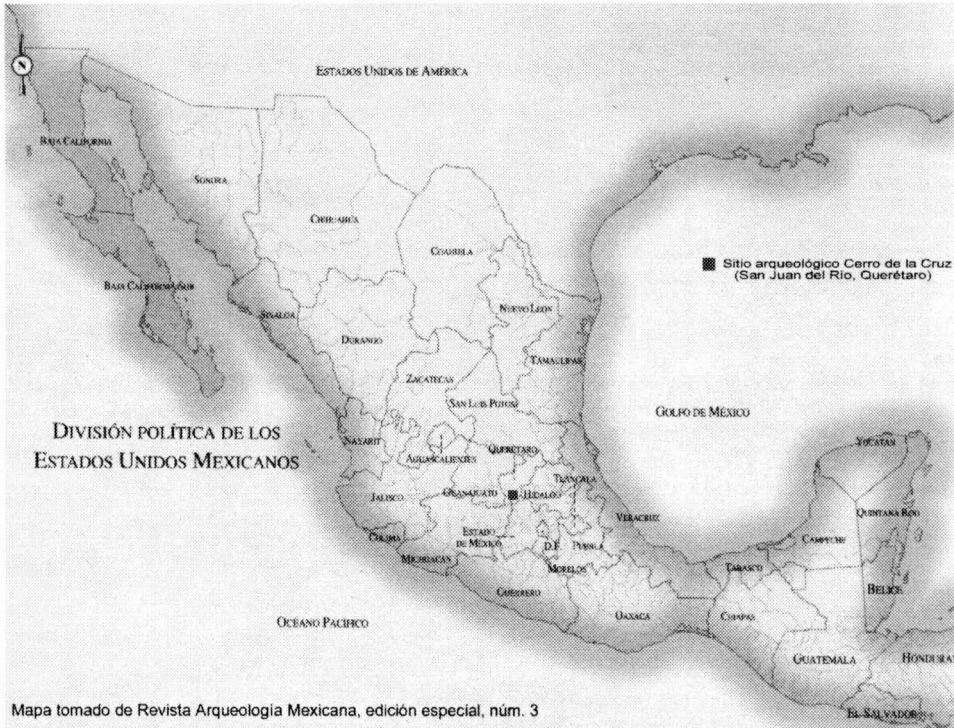 N
ESTADOS UNIDOS DE AMÉRICA
BAJA CALIFORNIA
SONORA
CHIHUAHUA
COAHUILA
Sitio arqueológico Cerro de la Cruz
(San Juan del Río, Querétaro)
BAJA CALIFORNIA SUR
SINALOA
NUEVO LEON
DURANGO
TAMAULIPAS
ZACATECAS
SAN LUIS POTOSÍ
GOLFO DE MÉXICO
DIVISIÓN POLÍTICA DE LOS
ESTADOS UNIDOS MEXICANOS
NAYARIT
AGUASCALIENTES
QUERÉTARO
YUCATAN
TLAXCALA
JALISCO
GUANAJUATO
HIDALGO
VERACRUZ
QUINTANA ROO
CAMPECHE
COLIMA
ESTADO
DE MÉXICO
D.F.
PUEBLA
MICHOACAN
MORELOS
TABASCO
BELICE
GUERRERO
OAXACA
CHIAPAS
OCÉANO PACÍFICO
GUATEMALA
HONDURA
EL SALVADOR
Mapa tomado de Revista Arqueología Mexicana, edición especial, núm. 3